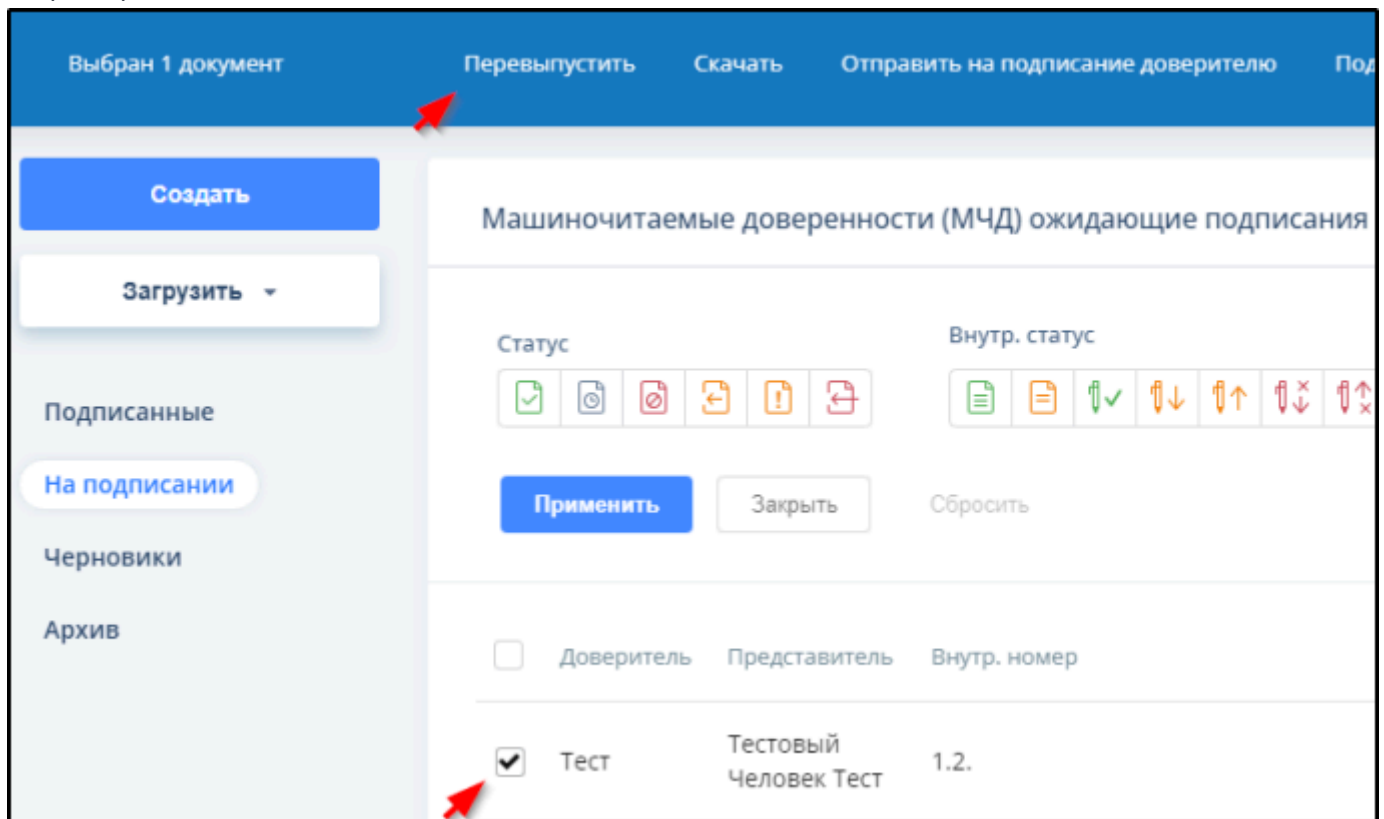 Выбран 1 документ
Перевыпустить
Скачать
Отправить на подписание доверителю
Создать
Загрузить
Подписанные
На подписании
Черновики
Архив
Машиночитаемые доверенности (МЧД) ожидающие подписания
Статус
Внутр. статус
Применить
Закрыть
Сбросить
Доверитель
Представитель
Внутр. номер
Тест
Тестовый
Человек Тест
1.2.